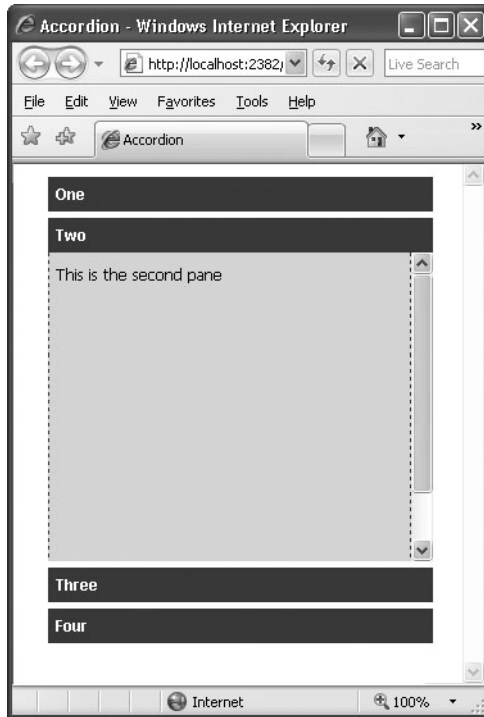 Accordion - Windows Internet Explorer
http://localhost:2382/
Live Search
File Edit View Favorites Tools Help
Accordion
One
Two
This is the second pane
Three
Four
Internet
100%